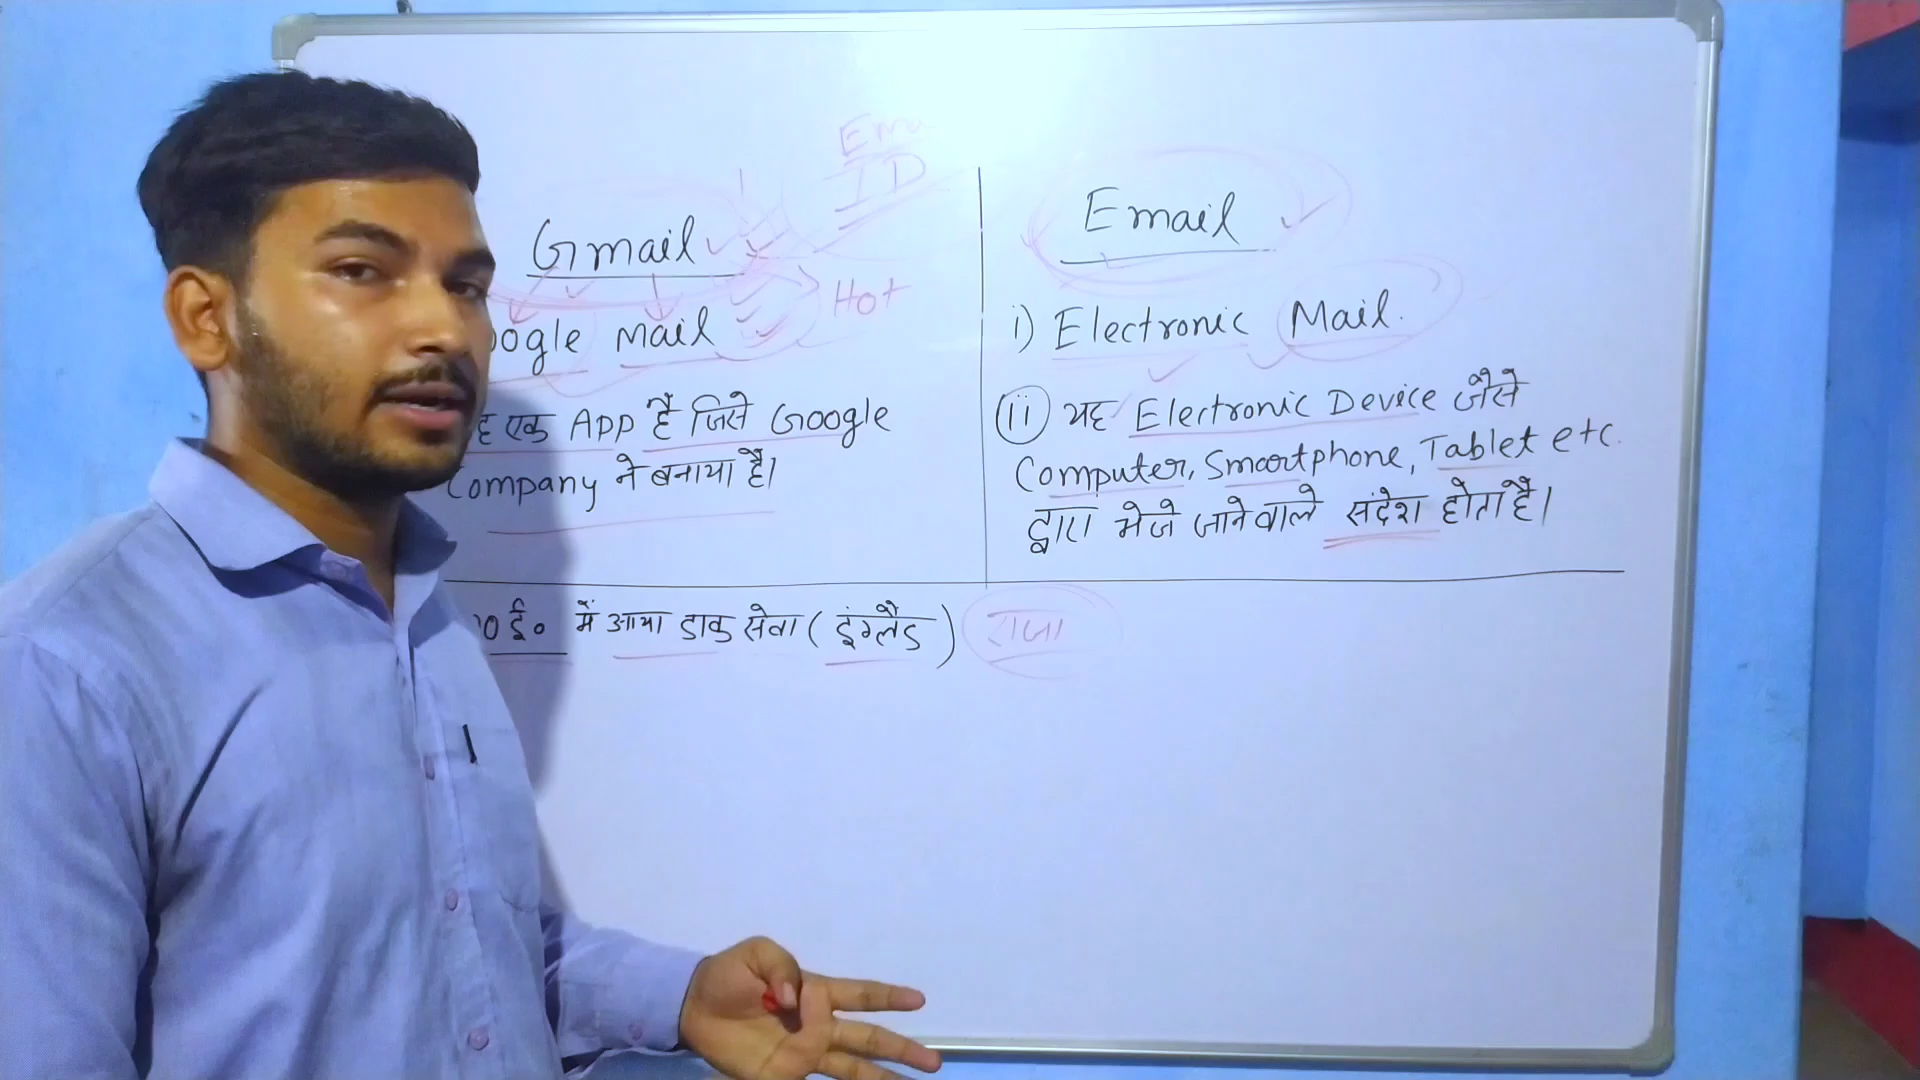 Gmail
ogle mail
एक App है जिसे Google
Company ने बनाया है।
Ema
ID
Hot
Email
i) Electronic Mail.
(ii) यह Electronic Device जैसे
Computer, Smartphone, Tablet etc.
द्वारा भेजे जाने वाले संदेश होता है।
0 ई० में आया डाक सेवा (इंग्लैड) राजा